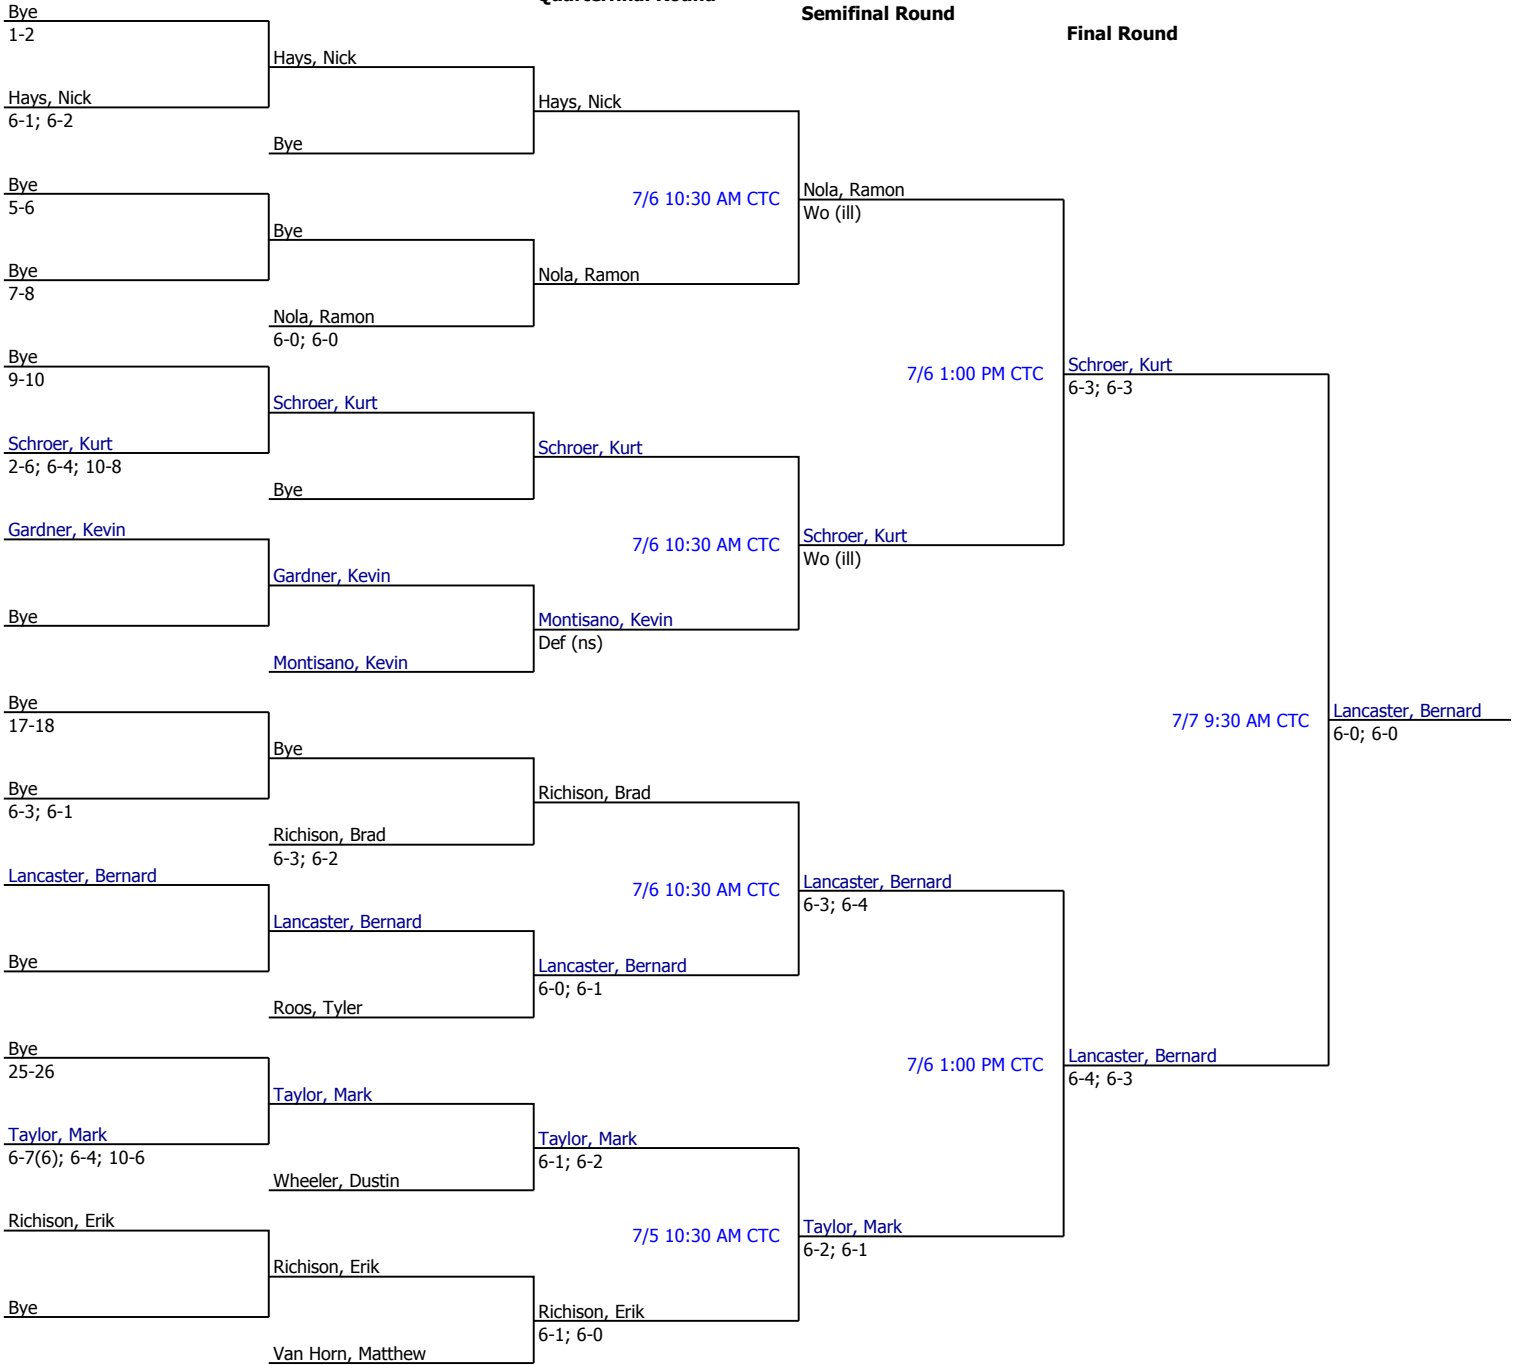 Quarterfinal Round
Semifinal Round
Final Round
Bye
1-2
Hays, Nick
6-1; 6-2
Bye
5-6
Bye
7-8
Bye
9-10
Schroer, Kurt
2-6; 6-4; 10-8
Gardner, Kevin
Bye
Bye
17-18
Bye
6-3; 6-1
Lancaster, Bernard
Bye
Bye
25-26
Taylor, Mark
6-7(6); 6-4; 10-6
Richison, Erik
Bye
Hays, Nick
Bye
Bye
Nola, Ramon
6-0; 6-0
Schroer, Kurt
Bye
Gardner, Kevin
Montisano, Kevin
Bye
Richison, Brad
6-3; 6-2
Lancaster, Bernard
Roos, Tyler
Taylor, Mark
Wheeler, Dustin
Richison, Erik
Van Horn, Matthew
Hays, Nick
7/6 10:30 AM CTC
Nola, Ramon
Schroer, Kurt
7/6 10:30 AM CTC
Montisano, Kevin
Def (ns)
Richison, Brad
7/6 10:30 AM CTC
Lancaster, Bernard
6-0; 6-1
Taylor, Mark
6-1; 6-2
7/5 10:30 AM CTC
Richison, Erik
6-1; 6-0
Nola, Ramon
Wo (ill)
7/6 1:00 PM CTC
Schroer, Kurt
Wo (ill)
Lancaster, Bernard
6-3; 6-4
7/6 1:00 PM CTC
Taylor, Mark
6-2; 6-1
Schroer, Kurt
6-3; 6-3
7/7 9:30 AM CTC
Lancaster, Bernard
6-4; 6-3
Lancaster, Bernard
6-0; 6-0